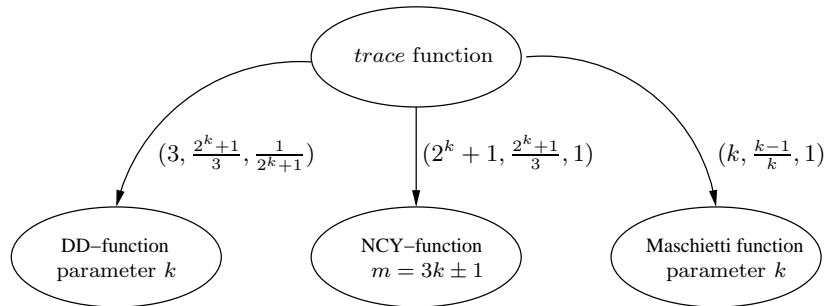 trace function
(3, \frac{2^k+1}{3}, \frac{1}{2^k+1})
(2^k + 1, \frac{2^k+1}{3}, 1)
(k, \frac{k-1}{k}, 1)
DD–function
parameter k
NCY–function
m = 3k ± 1
Maschietti function
parameter k